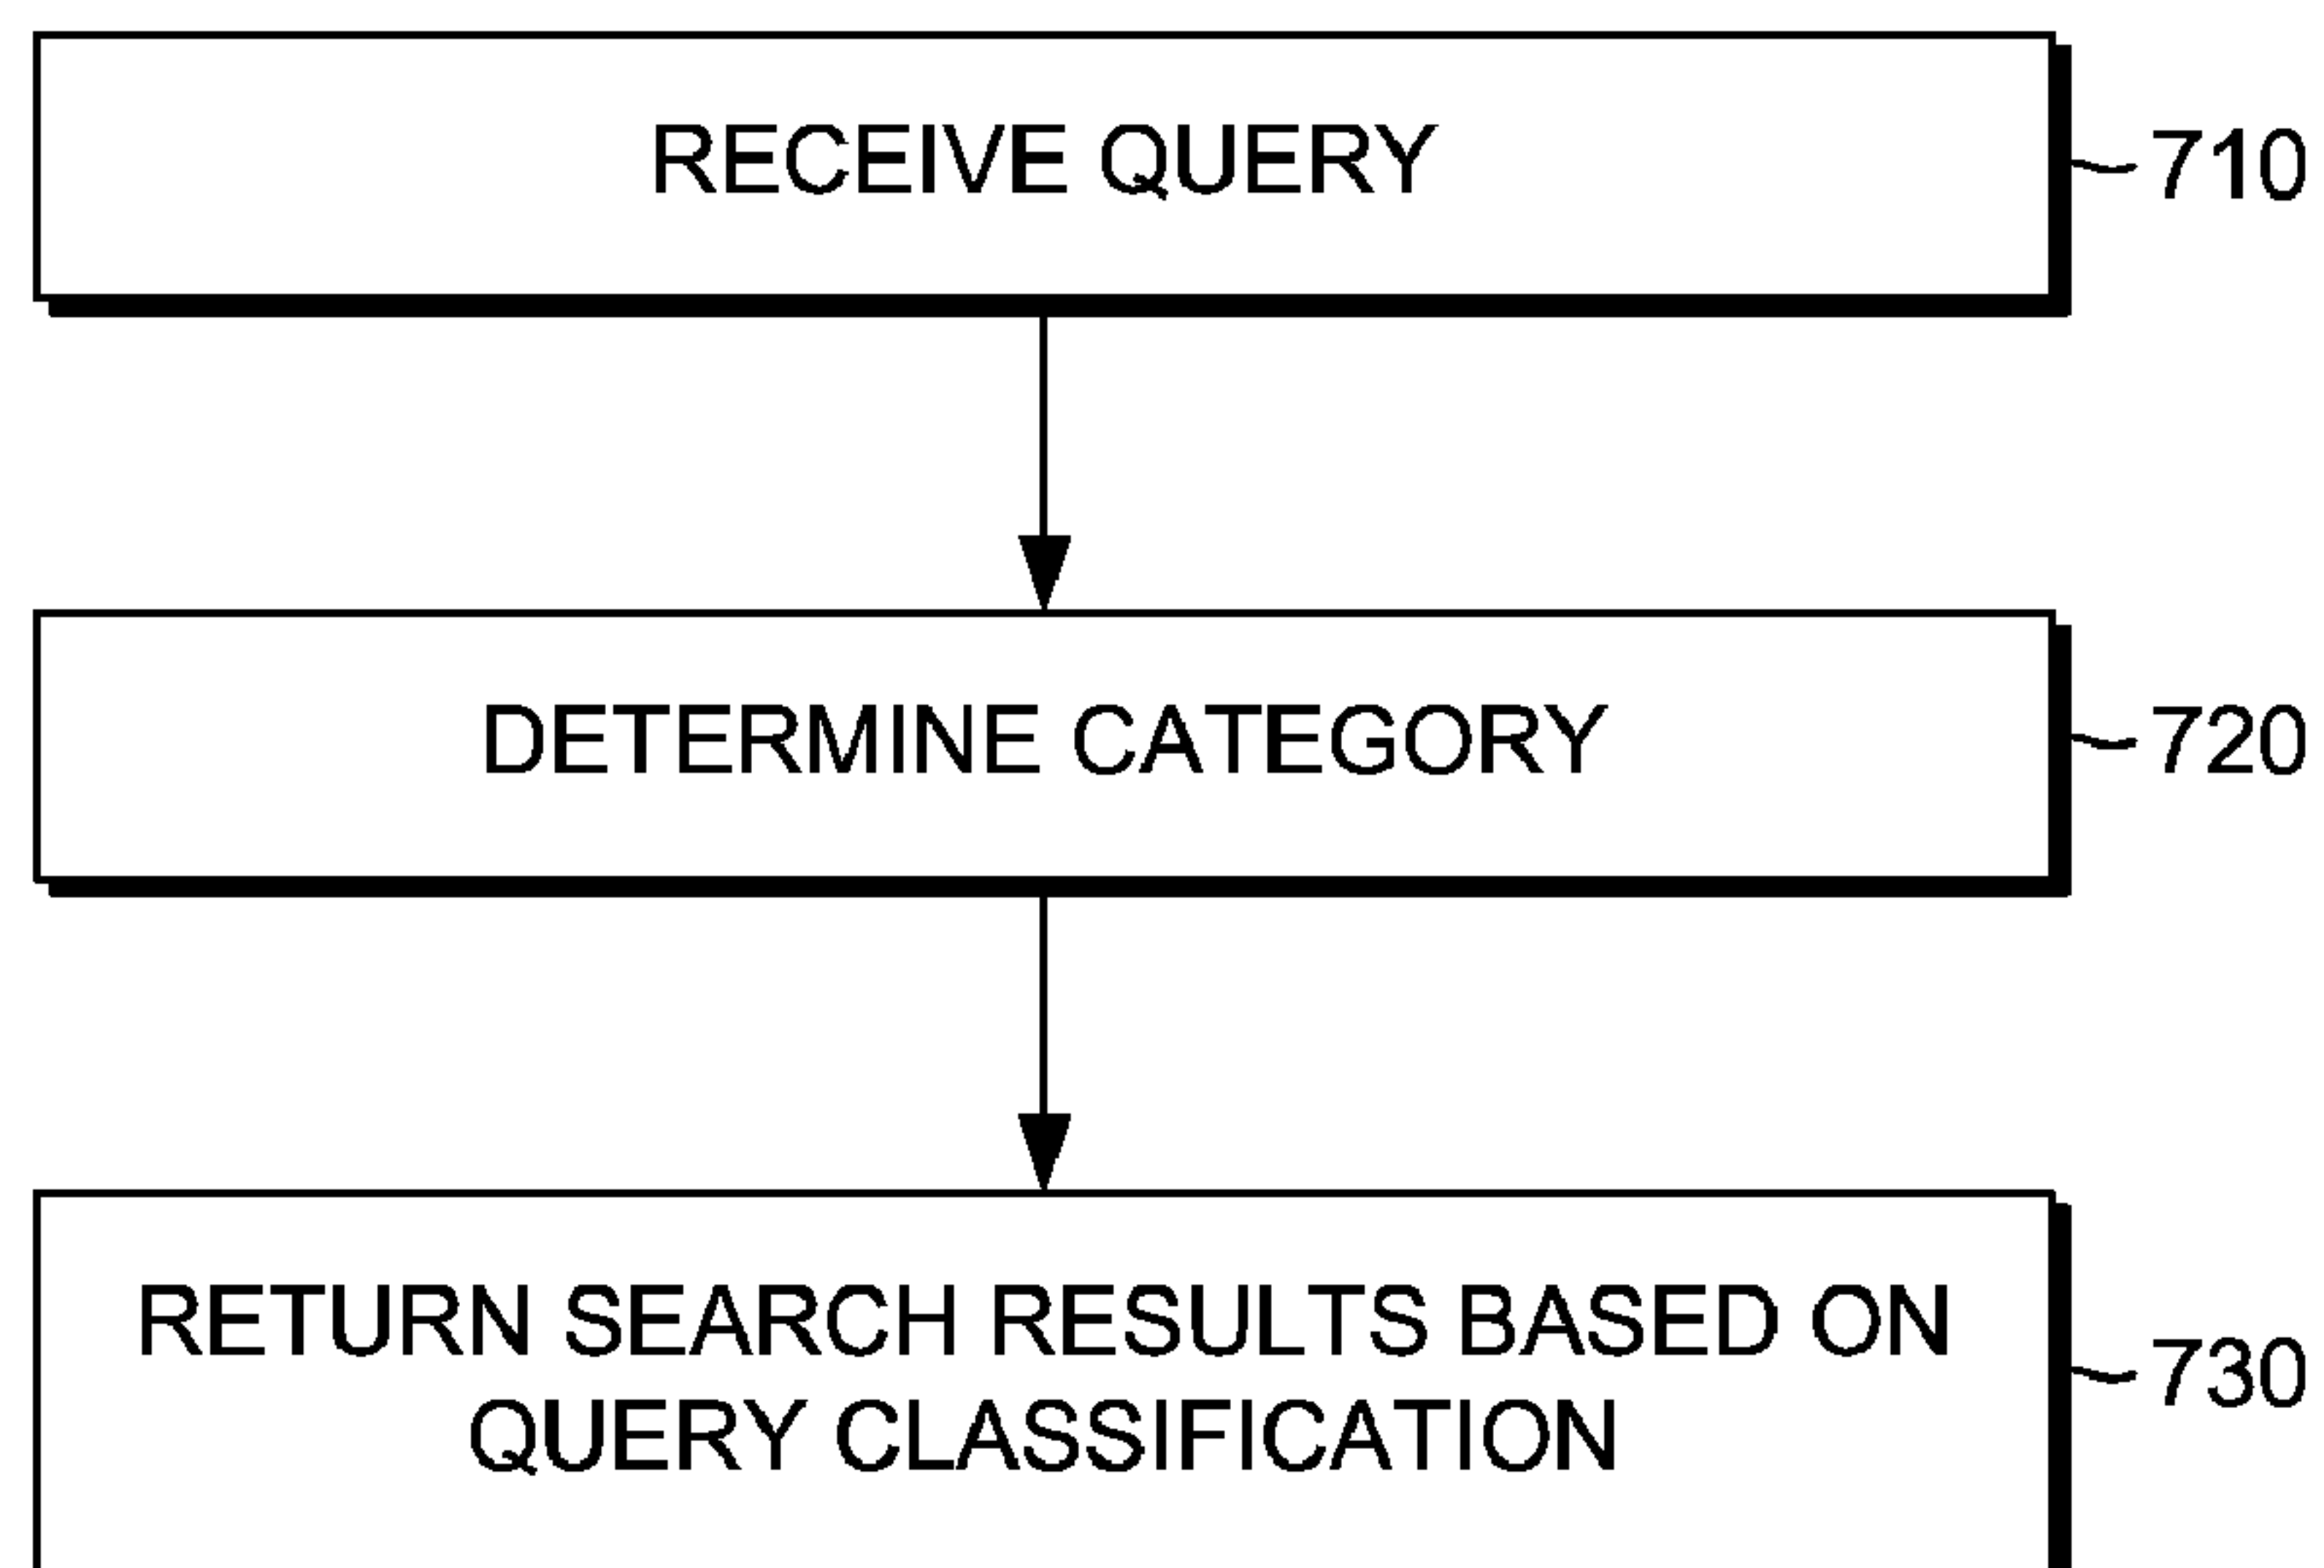 RECEIVE QUERY
710
DETERMINE CATEGORY
720
RETURN SEARCH RESULTS BASED ON
QUERY CLASSIFICATION
730